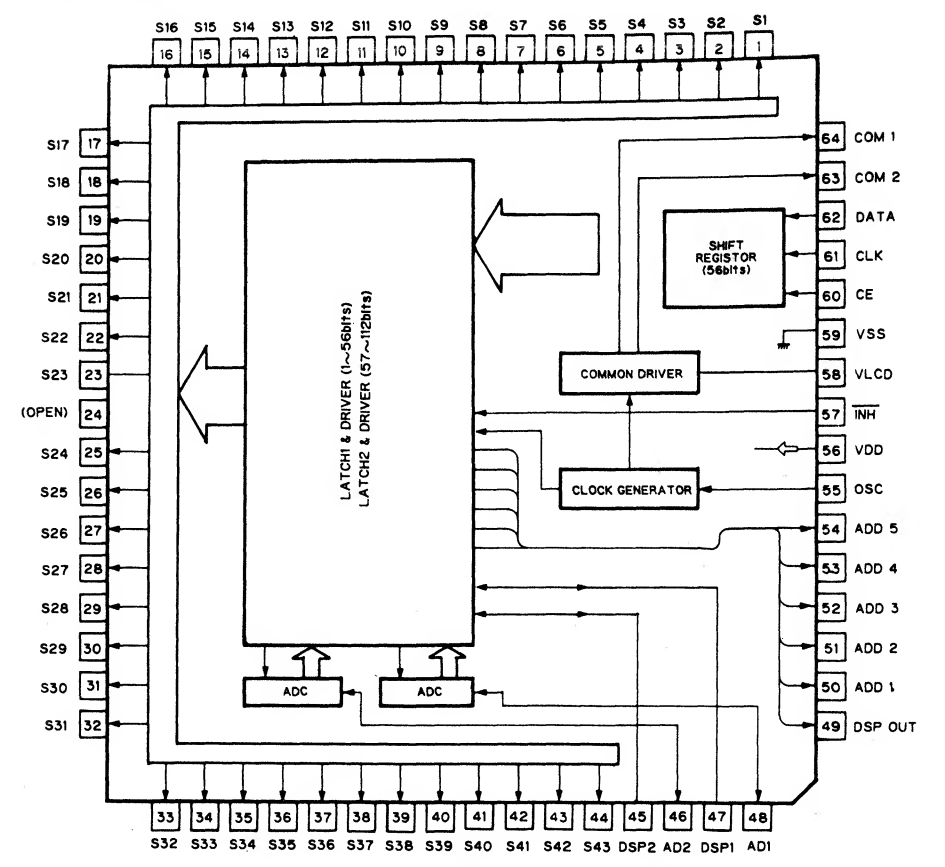 S16 S15 S14 S13 S12 S11 S10 S9 S8 S7 S6 S5 S4 S3 S2 S1
16 15 14 13 12 11 10 9 8 7 6 5 4 3 2 1
S17 17
S18 18
S19 19
S20 20
S21 21
S22 22
S23 23
(OPEN) 24
S24 25
S25 26
S26 27
S27 28
S28 29
S29 30
S30 31
S31 32
LATCH1 & DRIVER (1~56bits)
LATCH2 & DRIVER (57~112bits)
SHIFT
REGISTOR
(56bits)
COMMON DRIVER
CLOCK GENERATOR
ADC
ADC
64 COM 1
63 COM 2
62 DATA
61 CLK
60 CE
59 VSS
58 VLCD
57 INH
56 VDD
55 OSC
54 ADD 5
53 ADD 4
52 ADD 3
51 ADD 2
50 ADD 1
49 DSP OUT
33 34 35 36 37 38 39 40 41 42 43 44 45 46 47 48
S32 S33 S34 S35 S36 S37 S38 S39 S40 S41 S42 S43 DSP2 AD2 DSP1 AD1